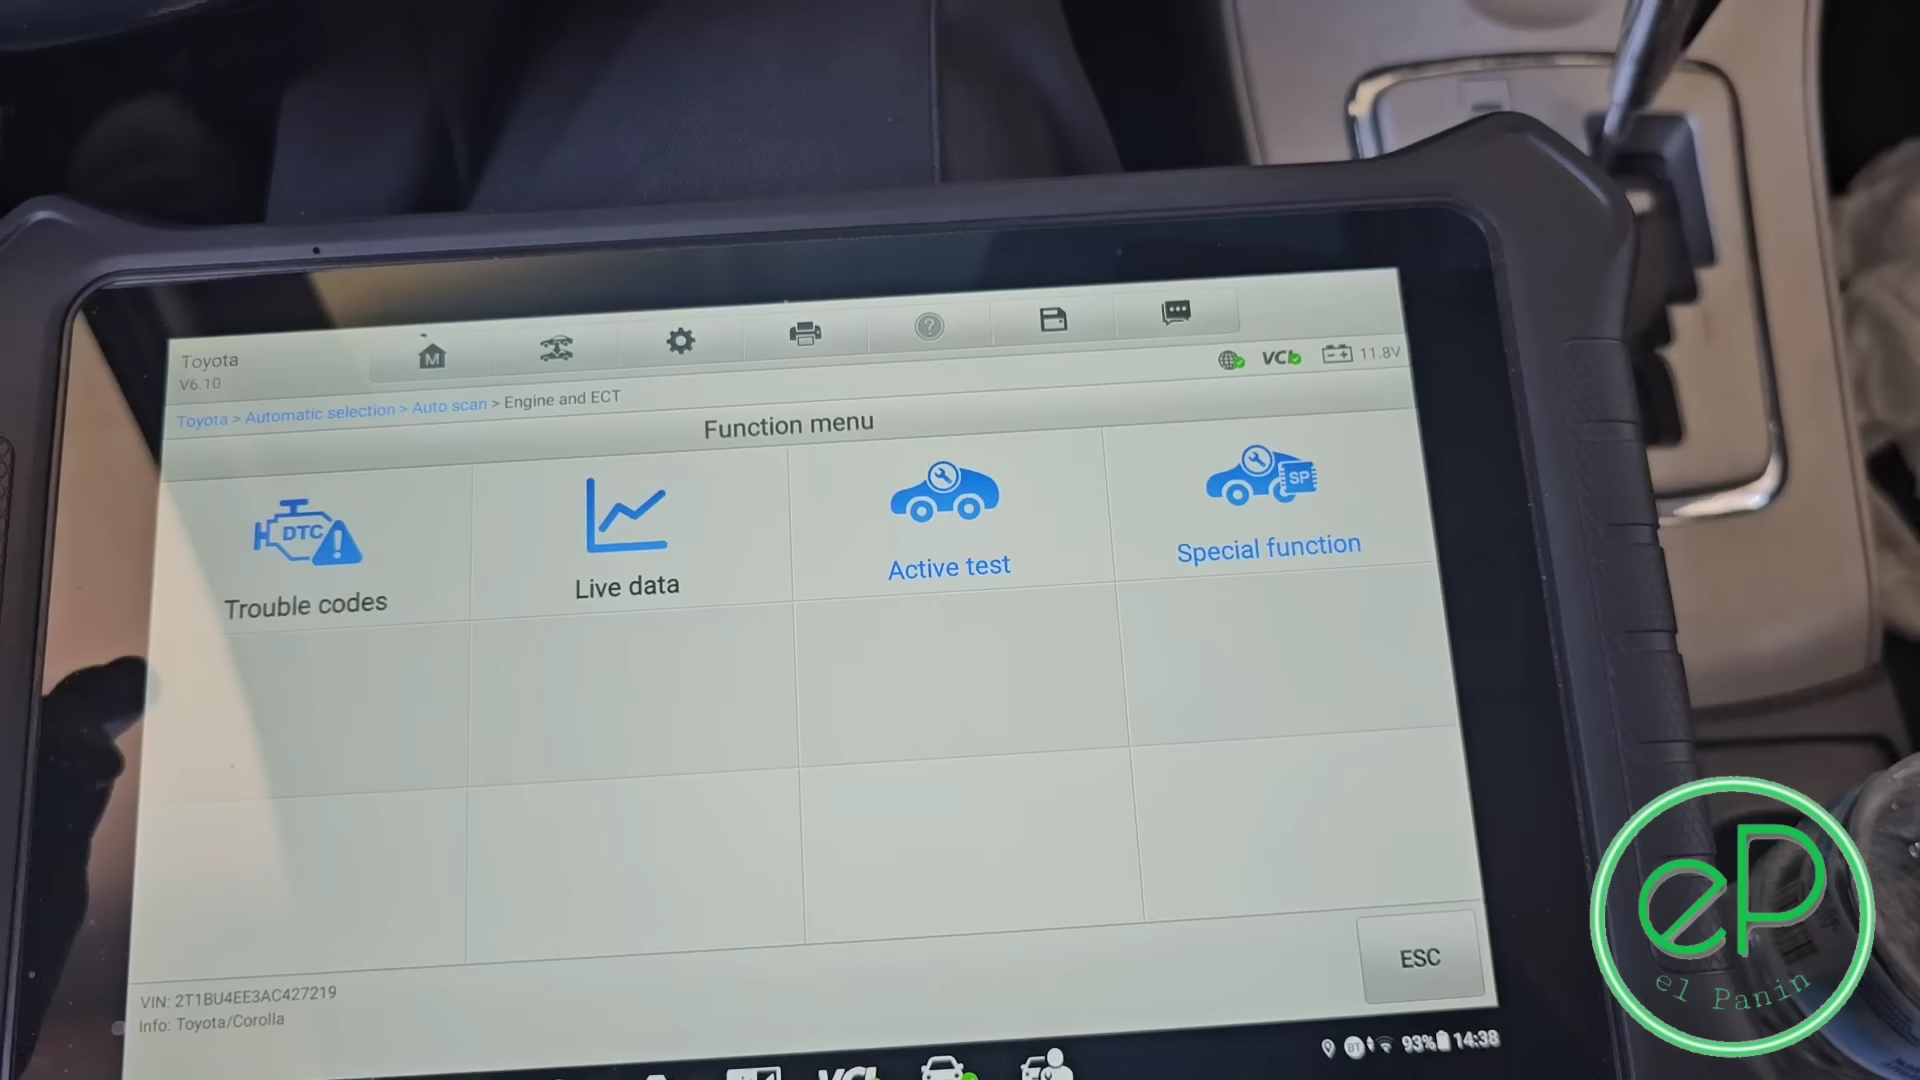 Toyota
V6.10
M
?
VCI
11.8V
Toyota > Automatic selection > Auto scan > Engine and ECT
Function menu
DTC
SP
Trouble codes
Live data
Active test
Special function
ESC
VIN: 2T1BU4EE3AC427219
Info: Toyota/Corolla
BT
93%
14:38
VCI
eP
el Panin